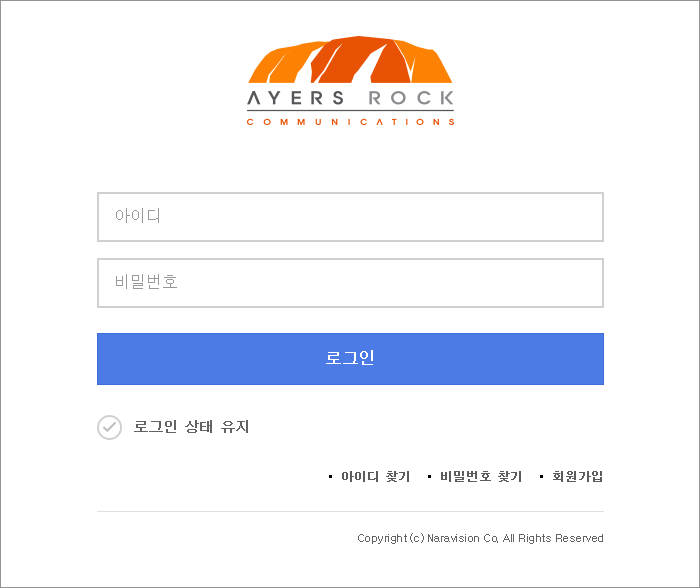 AYERS ROCK
COMMUNICATIONS
아이디
비밀번호
로그인
로그인 상태 유지
▪ 아이디 찾기 ▪ 비밀번호 찾기 ▪ 회원가입
Copyright (c) Naravision Co, All Rights Reserved